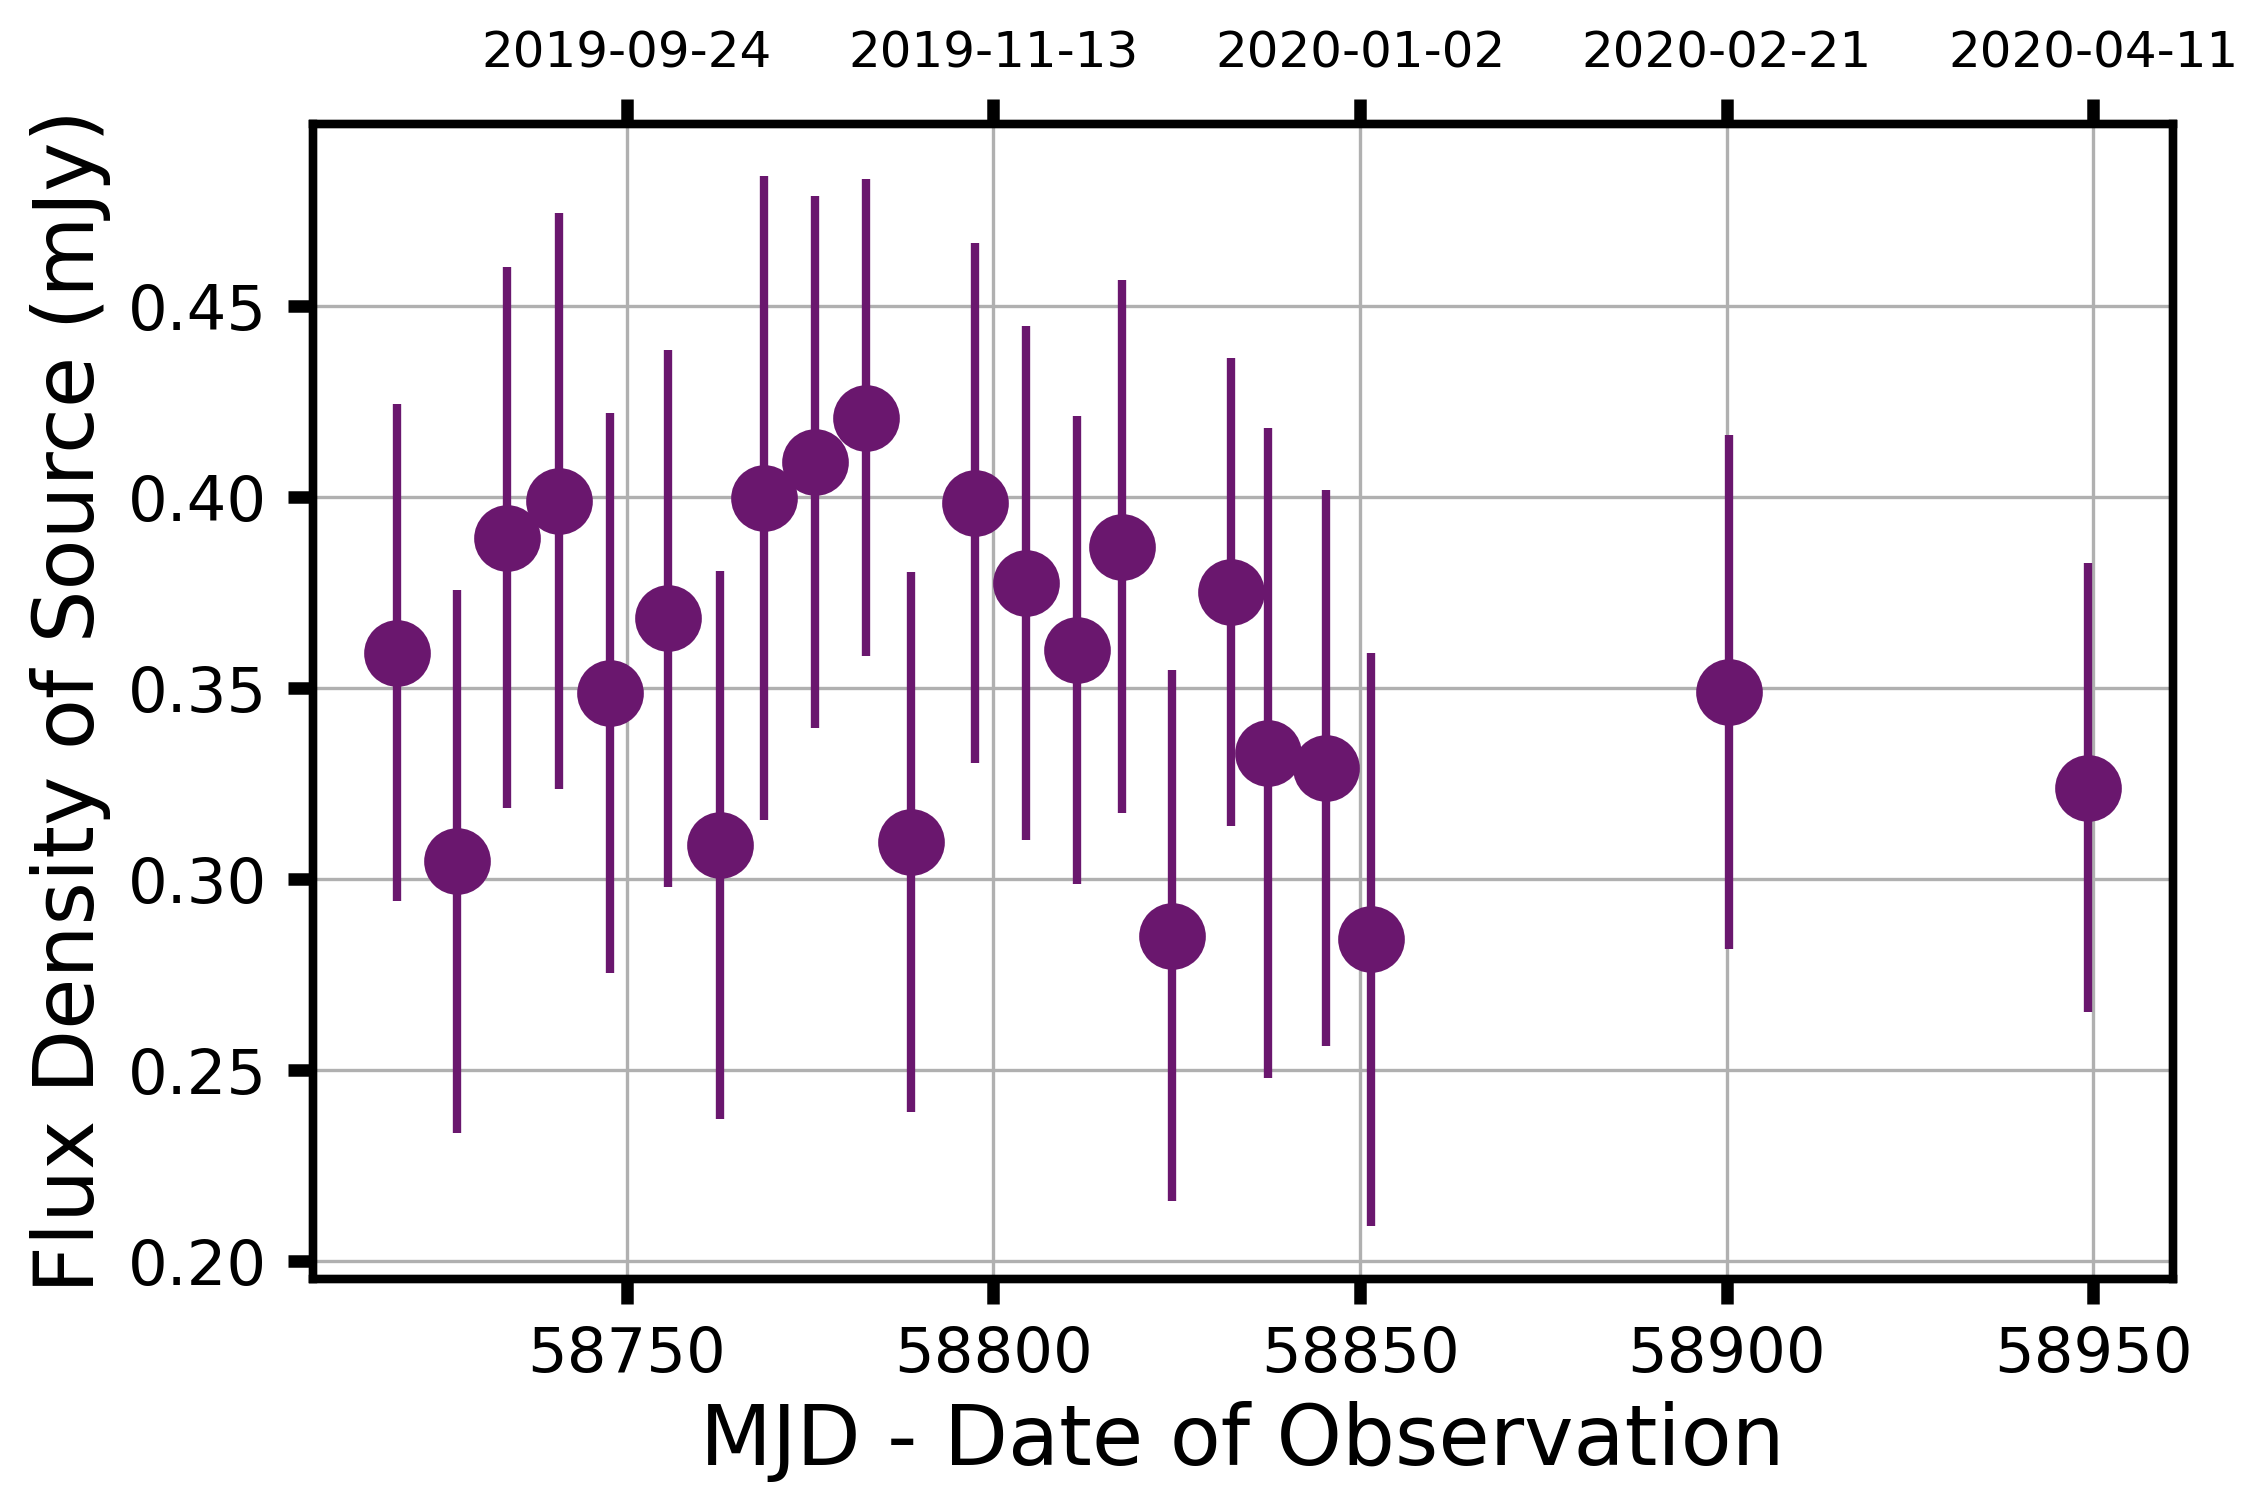 2019-09-24 2019-11-13 2020-01-02 2020-02-21 2020-04-11
Flux Density of Source (mJy)
0.45
0.40
0.35
0.30
0.25
0.20
58750 58800 58850 58900 58950
MJD - Date of Observation